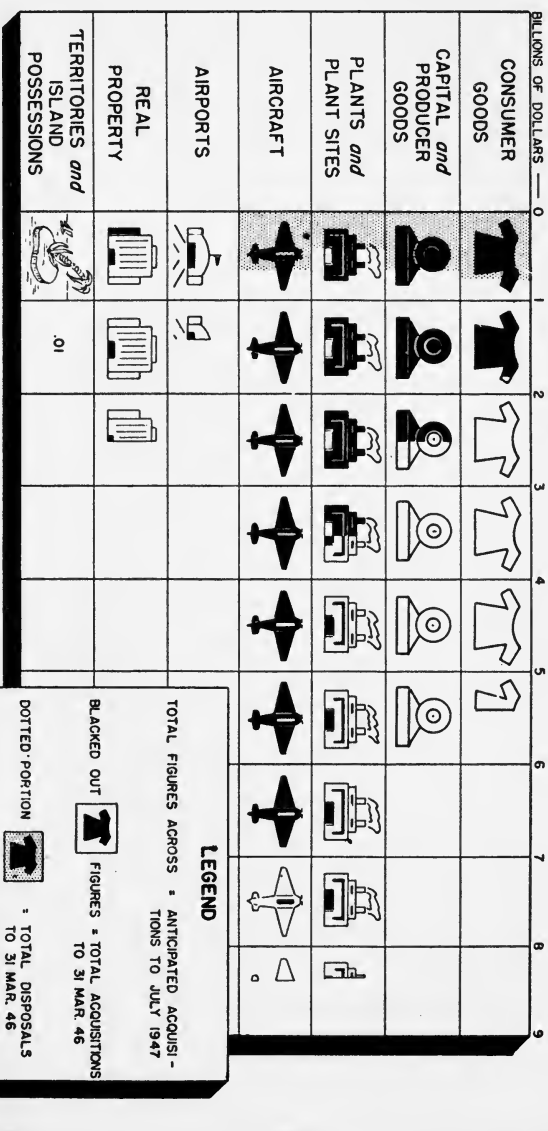 BILLIONS OF DOLLARS — 0 1 2 3 4 5 6 7 8 9
CONSUMER
GOODS
CAPITAL and
PRODUCER
GOODS
PLANTS and
PLANT SITES
AIRCRAFT
AIRPORTS
REAL
PROPERTY
TERRITORIES and
ISLAND
POSSESSIONS
.01
LEGEND
TOTAL FIGURES ACROSS = ANTICIPATED ACQUISI-
TIONS TO JULY 1947
BLACKED OUT FIGURES = TOTAL ACQUISITIONS
TO 31 MAR. 46
DOTTED PORTION = TOTAL DISPOSALS
TO 31 MAR. 46